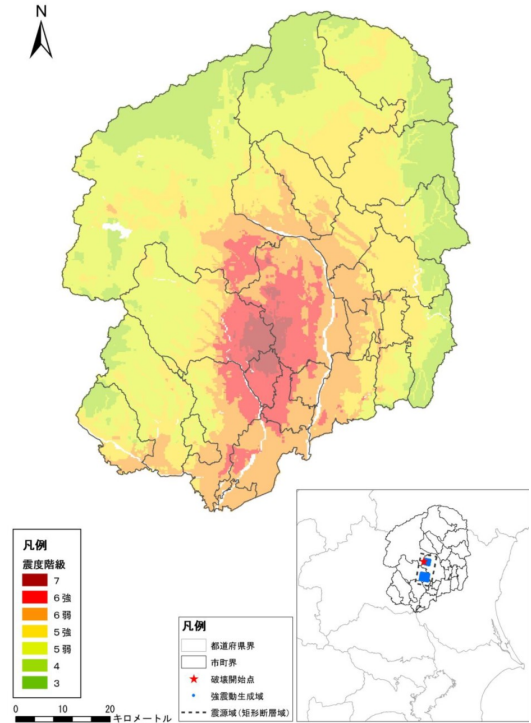 N
凡例
震度階級
7
6強
6弱
5強
5弱
4
3
0 10 20
キロメートル
凡例
都道府県界
市町界
破壊開始点
強震動生成域
震源域(矩形断層域)